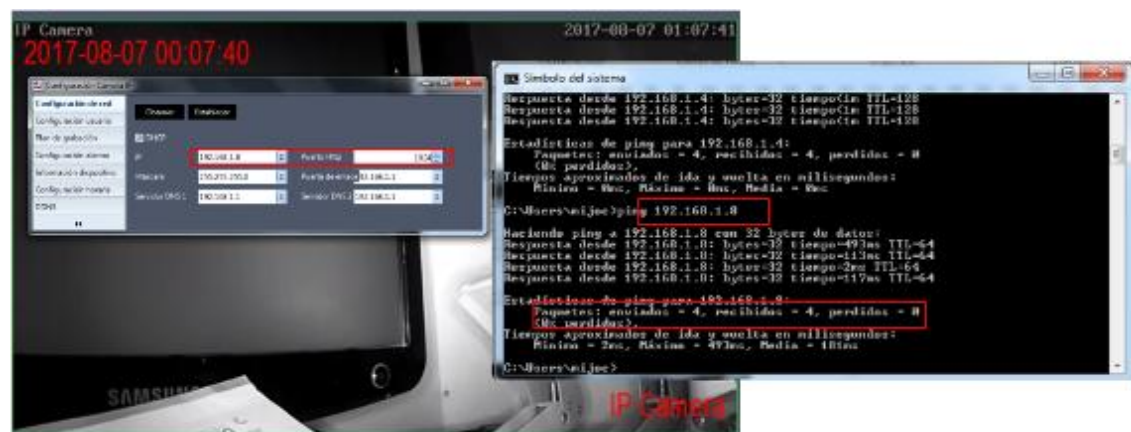 IP Camera
2017-08-07 01:07:41
2017-08-07 00:07:40
Configuración Cámara
Configuración de red
Configuración usuario
Plan de grabación
Configuración alarma
Información dispositivo
Configuración horaria
DDNS
Establecer
DHCP
IP
192.168.1.8
Puerto Http
Máscara
255.255.255.0
Puerta de enlace
192.168.1.1
Servidor DNS 1
192.168.1.1
Servidor DNS 2
192.168.1.1
SAMSUNG
IP Camera
Símbolo del sistema
Respuesta desde 192.168.1.4: bytes=32 tiempo<1m TTL=128
Respuesta desde 192.168.1.4: bytes=32 tiempo<1m TTL=128
Respuesta desde 192.168.1.4: bytes=32 tiempo<1m TTL=128
Estadísticas de ping para 192.168.1.4:
Paquetes: enviados = 4, recibidos = 4, perdidos = 0
(0% perdidos),
Tiempos aproximados de ida y vuelta en milisegundos:
Mínimo = 0ms, Máximo = 0ms, Media = 0ms
C:\Users\mijoe>ping 192.168.1.8
Haciendo ping a 192.168.1.8 con 32 bytes de datos:
Respuesta desde 192.168.1.8: bytes=32 tiempo=493ms TTL=64
Respuesta desde 192.168.1.8: bytes=32 tiempo=113ms TTL=64
Respuesta desde 192.168.1.8: bytes=32 tiempo=2ms TTL=64
Respuesta desde 192.168.1.8: bytes=32 tiempo=117ms TTL=64
Estadísticas de ping para 192.168.1.8:
Paquetes: enviados = 4, recibidos = 4, perdidos = 0
(0% perdidos),
Tiempos aproximados de ida y vuelta en milisegundos:
Mínimo = 2ms, Máximo = 493ms, Media = 181ms
C:\Users\mijoe>